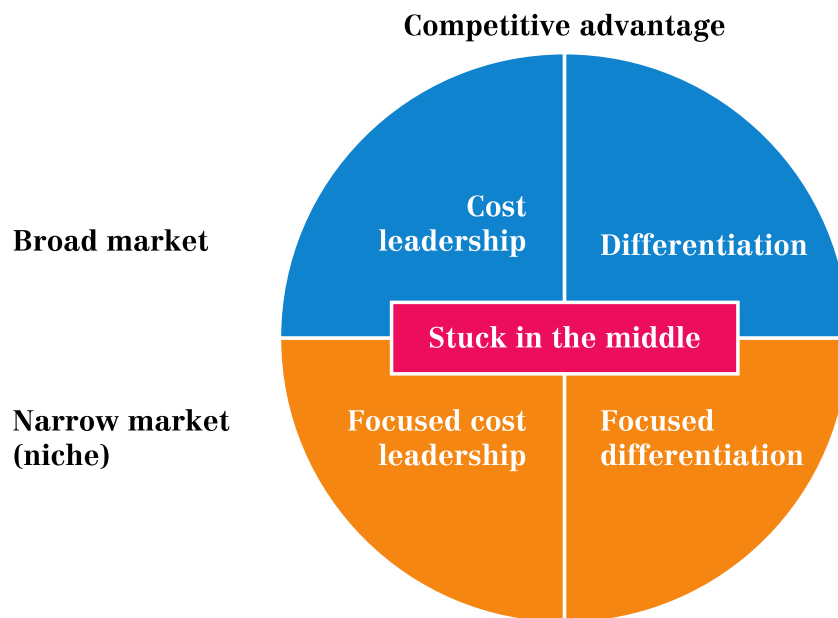 Competitive advantage
Cost
leadership
Broad market
Differentiation
Stuck in the middle
Narrow market
(niche)
Focused cost
leadership
Focused
differentiation